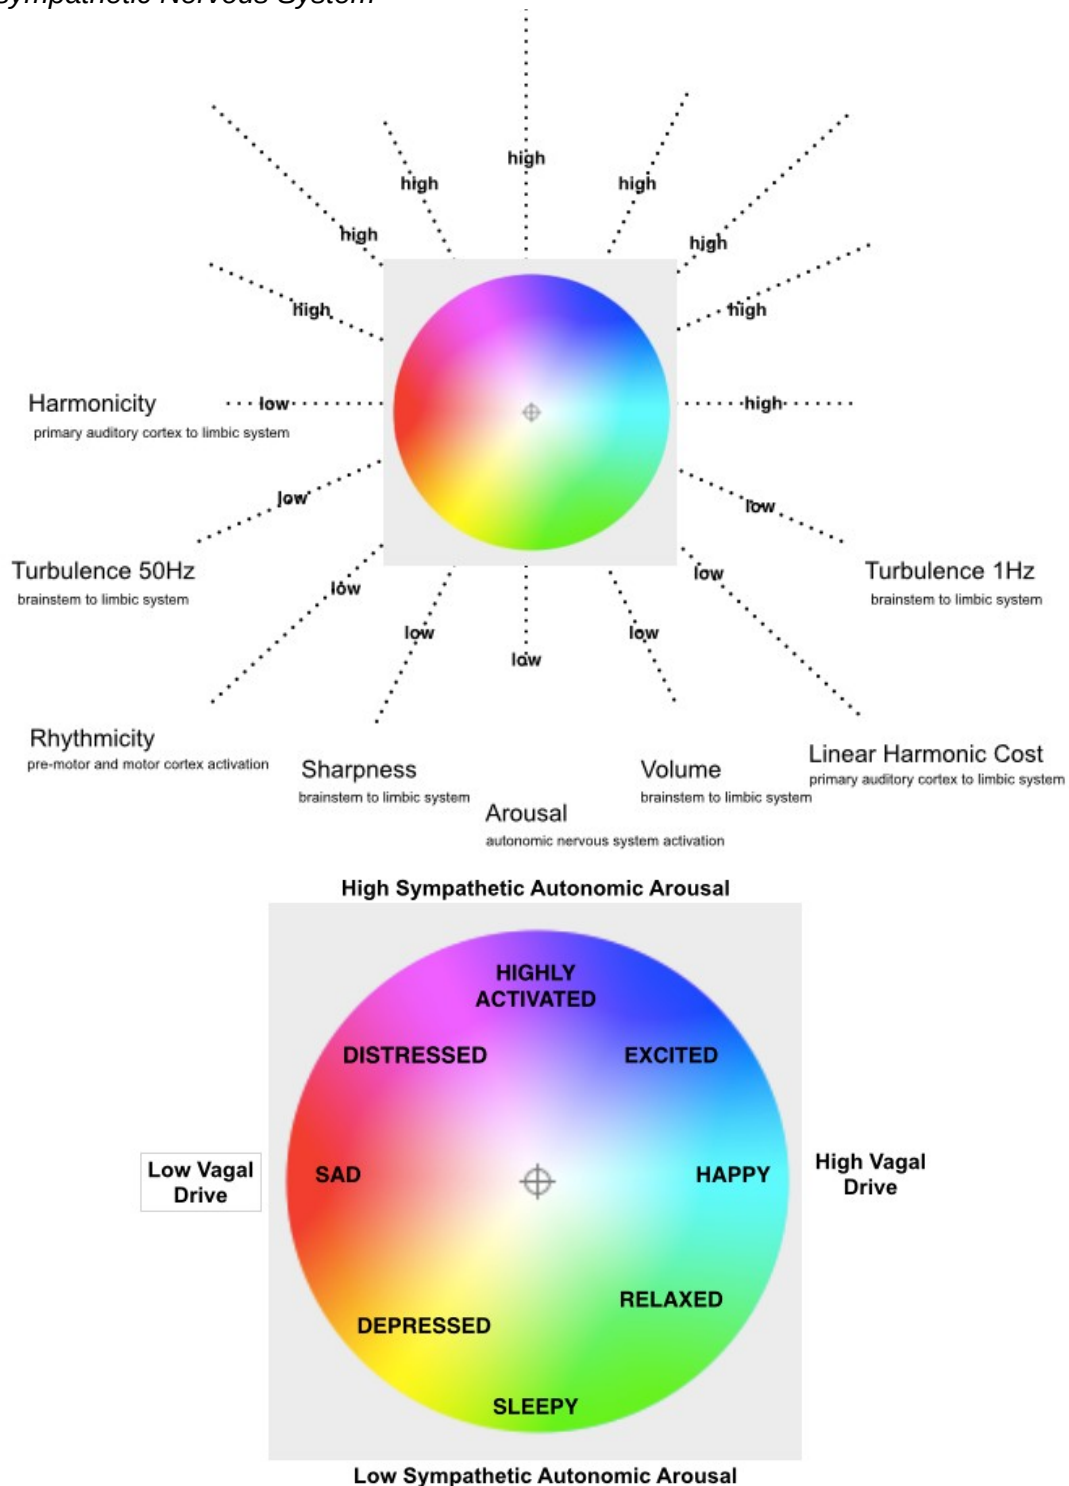 Sympathetic Nervous System
high
high
high
high
high
high
high
high
Harmonicity
low
high
primary auditory cortex to limbic system
low
low
Turbulence 50Hz
brainstem to limbic system
Turbulence 1Hz
brainstem to limbic system
low
low
low
low
low
Rhythmicity
pre-motor and motor cortex activation
Sharpness
brainstem to limbic system
Volume
brainstem to limbic system
Linear Harmonic Cost
primary auditory cortex to limbic system
Arousal
autonomic nervous system activation
High Sympathetic Autonomic Arousal
HIGHLY
ACTIVATED
DISTRESSED
EXCITED
Low Vagal
Drive
SAD
HAPPY
High Vagal
Drive
RELAXED
DEPRESSED
SLEEPY
Low Sympathetic Autonomic Arousal